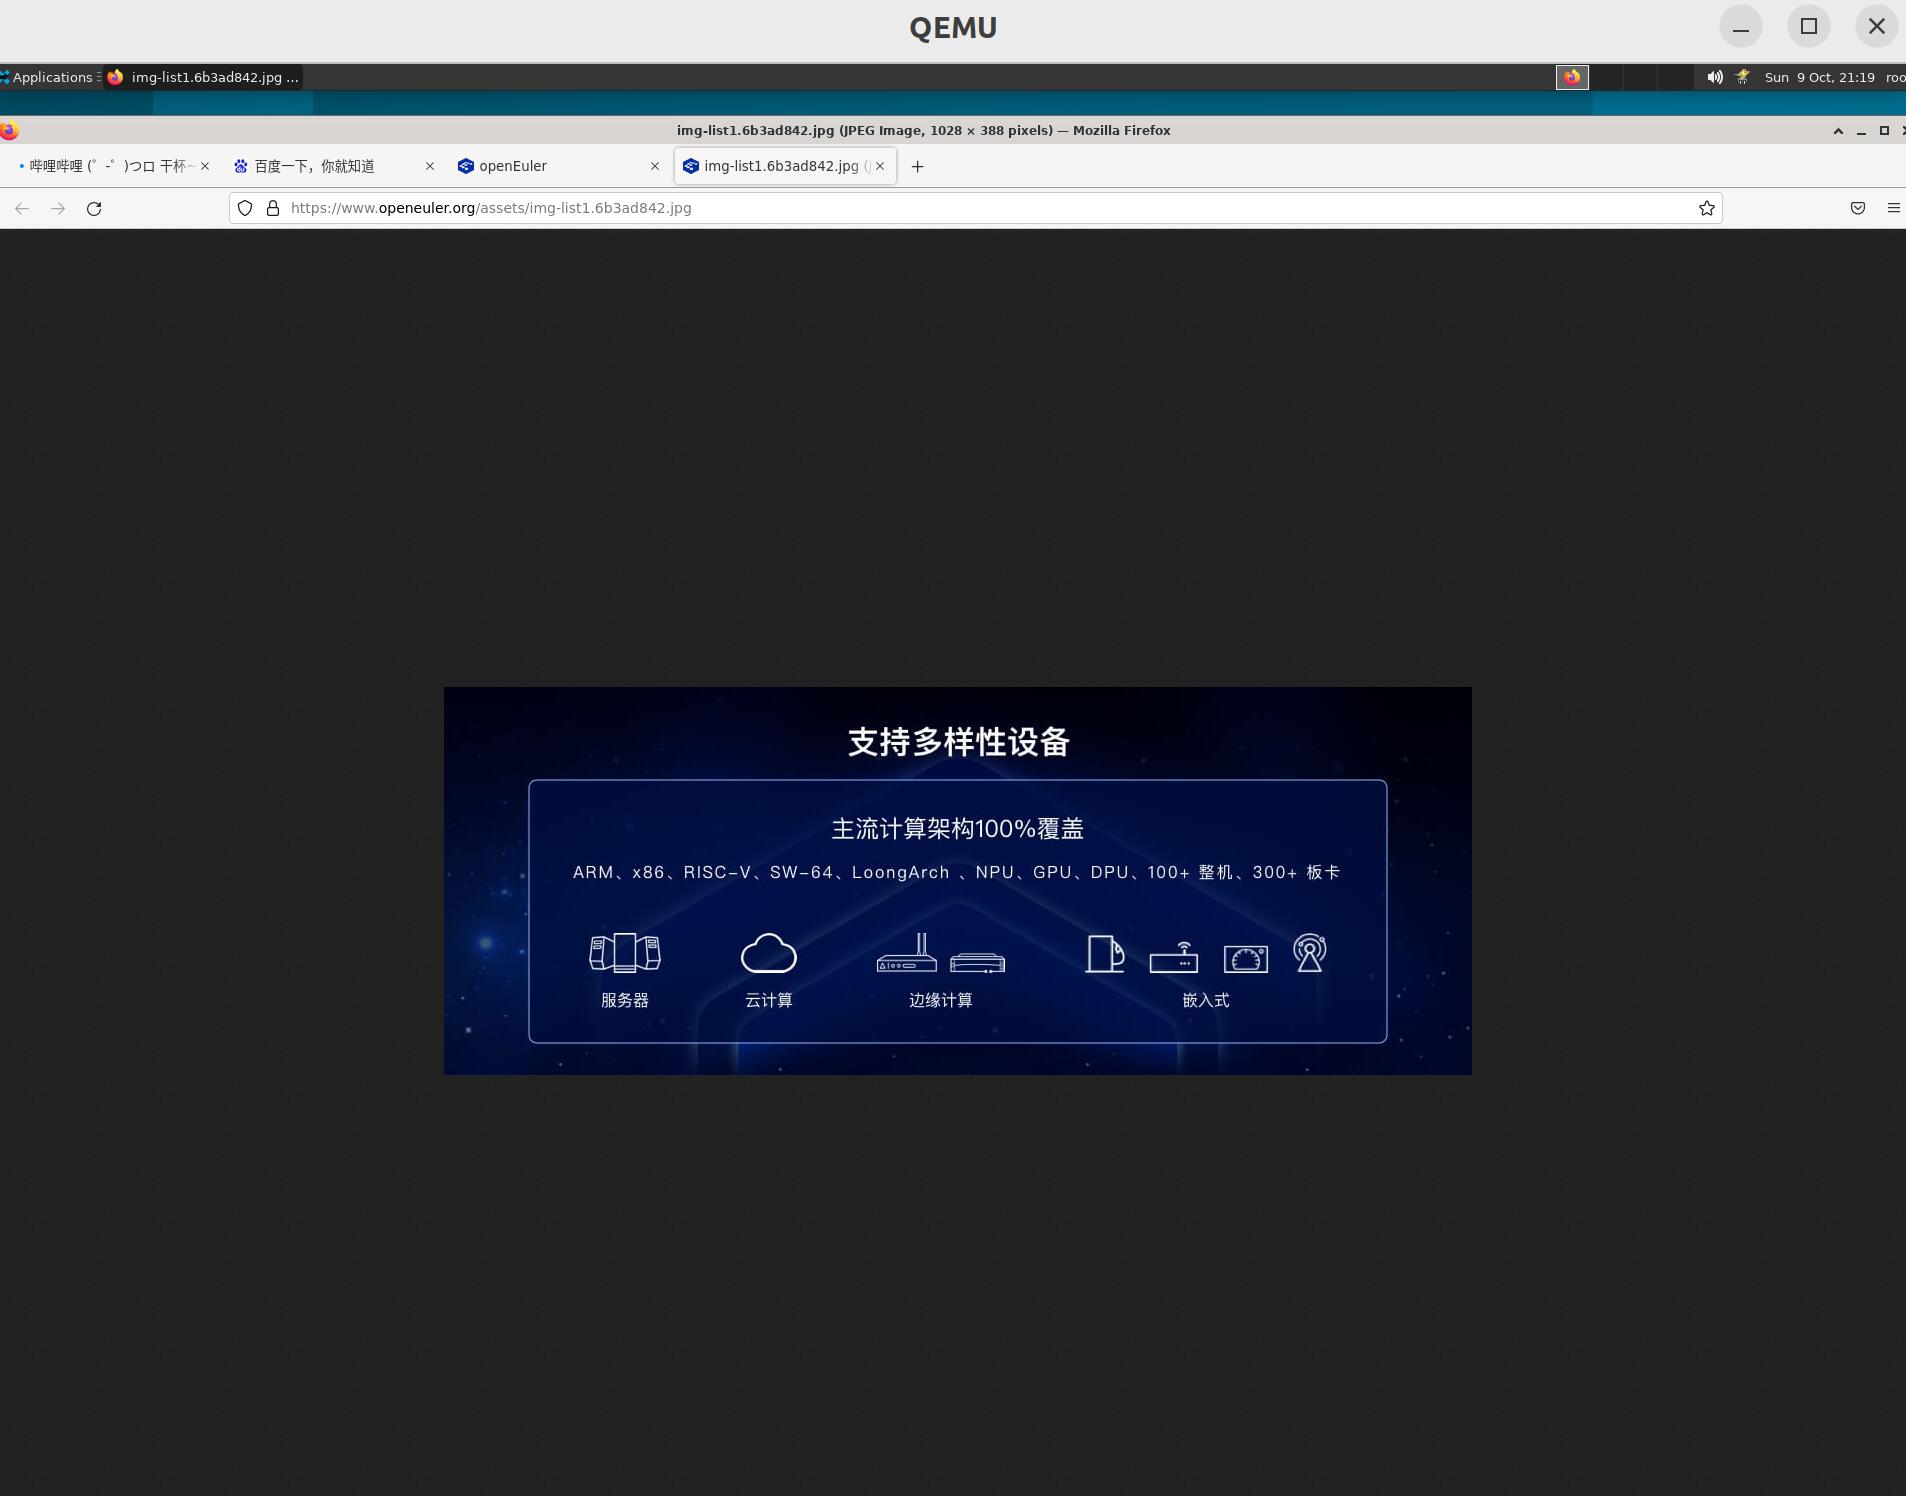 QEMU
Applications
img-list1.6b3ad842.jpg ...
Sun 9 Oct, 21:19
roo
img-list1.6b3ad842.jpg (JPEG Image, 1028 × 388 pixels) — Mozilla Firefox
哔哩哔哩 (゜-゜)つロ 干杯~
百度一下，你就知道
openEuler
img-list1.6b3ad842.jpg (
https://www.openeuler.org/assets/img-list1.6b3ad842.jpg
支持多样性设备
主流计算架构100%覆盖
ARM、x86、RISC-V、SW-64、LoongArch 、NPU、GPU、DPU、100+ 整机、300+ 板卡
服务器
云计算
边缘计算
嵌入式